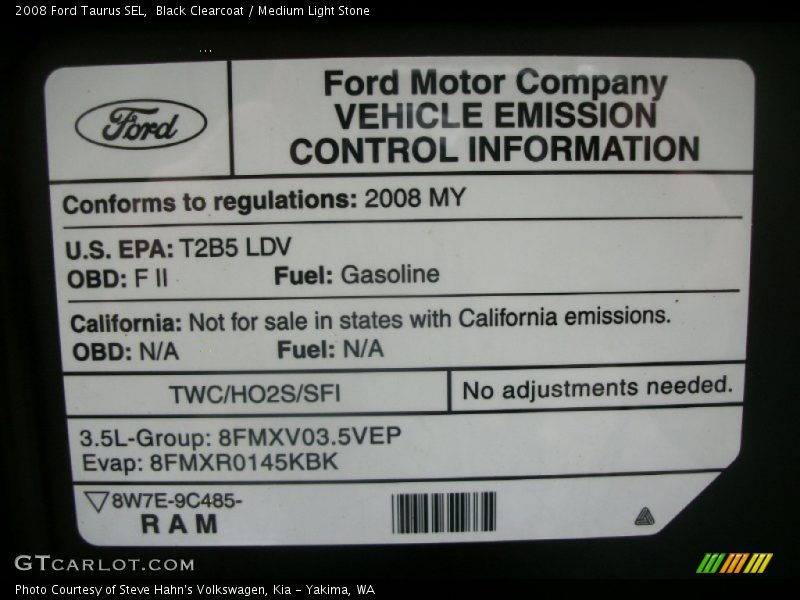 2008 Ford Taurus SEL,  Black Clearcoat / Medium Light Stone
Ford
Ford Motor Company
VEHICLE EMISSION
CONTROL INFORMATION
Conforms to regulations: 2008 MY
U.S. EPA: T2B5 LDV
OBD: F II Fuel: Gasoline
California: Not for sale in states with California emissions.
OBD: N/A Fuel: N/A
TWC/HO2S/SFI No adjustments needed.
3.5L-Group: 8FMXV03.5VEP
Evap: 8FMXR0145KBK
8W7E-9C485-
RAM
GTCARLOT.COM
Photo Courtesy of Steve Hahn's Volkswagen, Kia - Yakima, WA